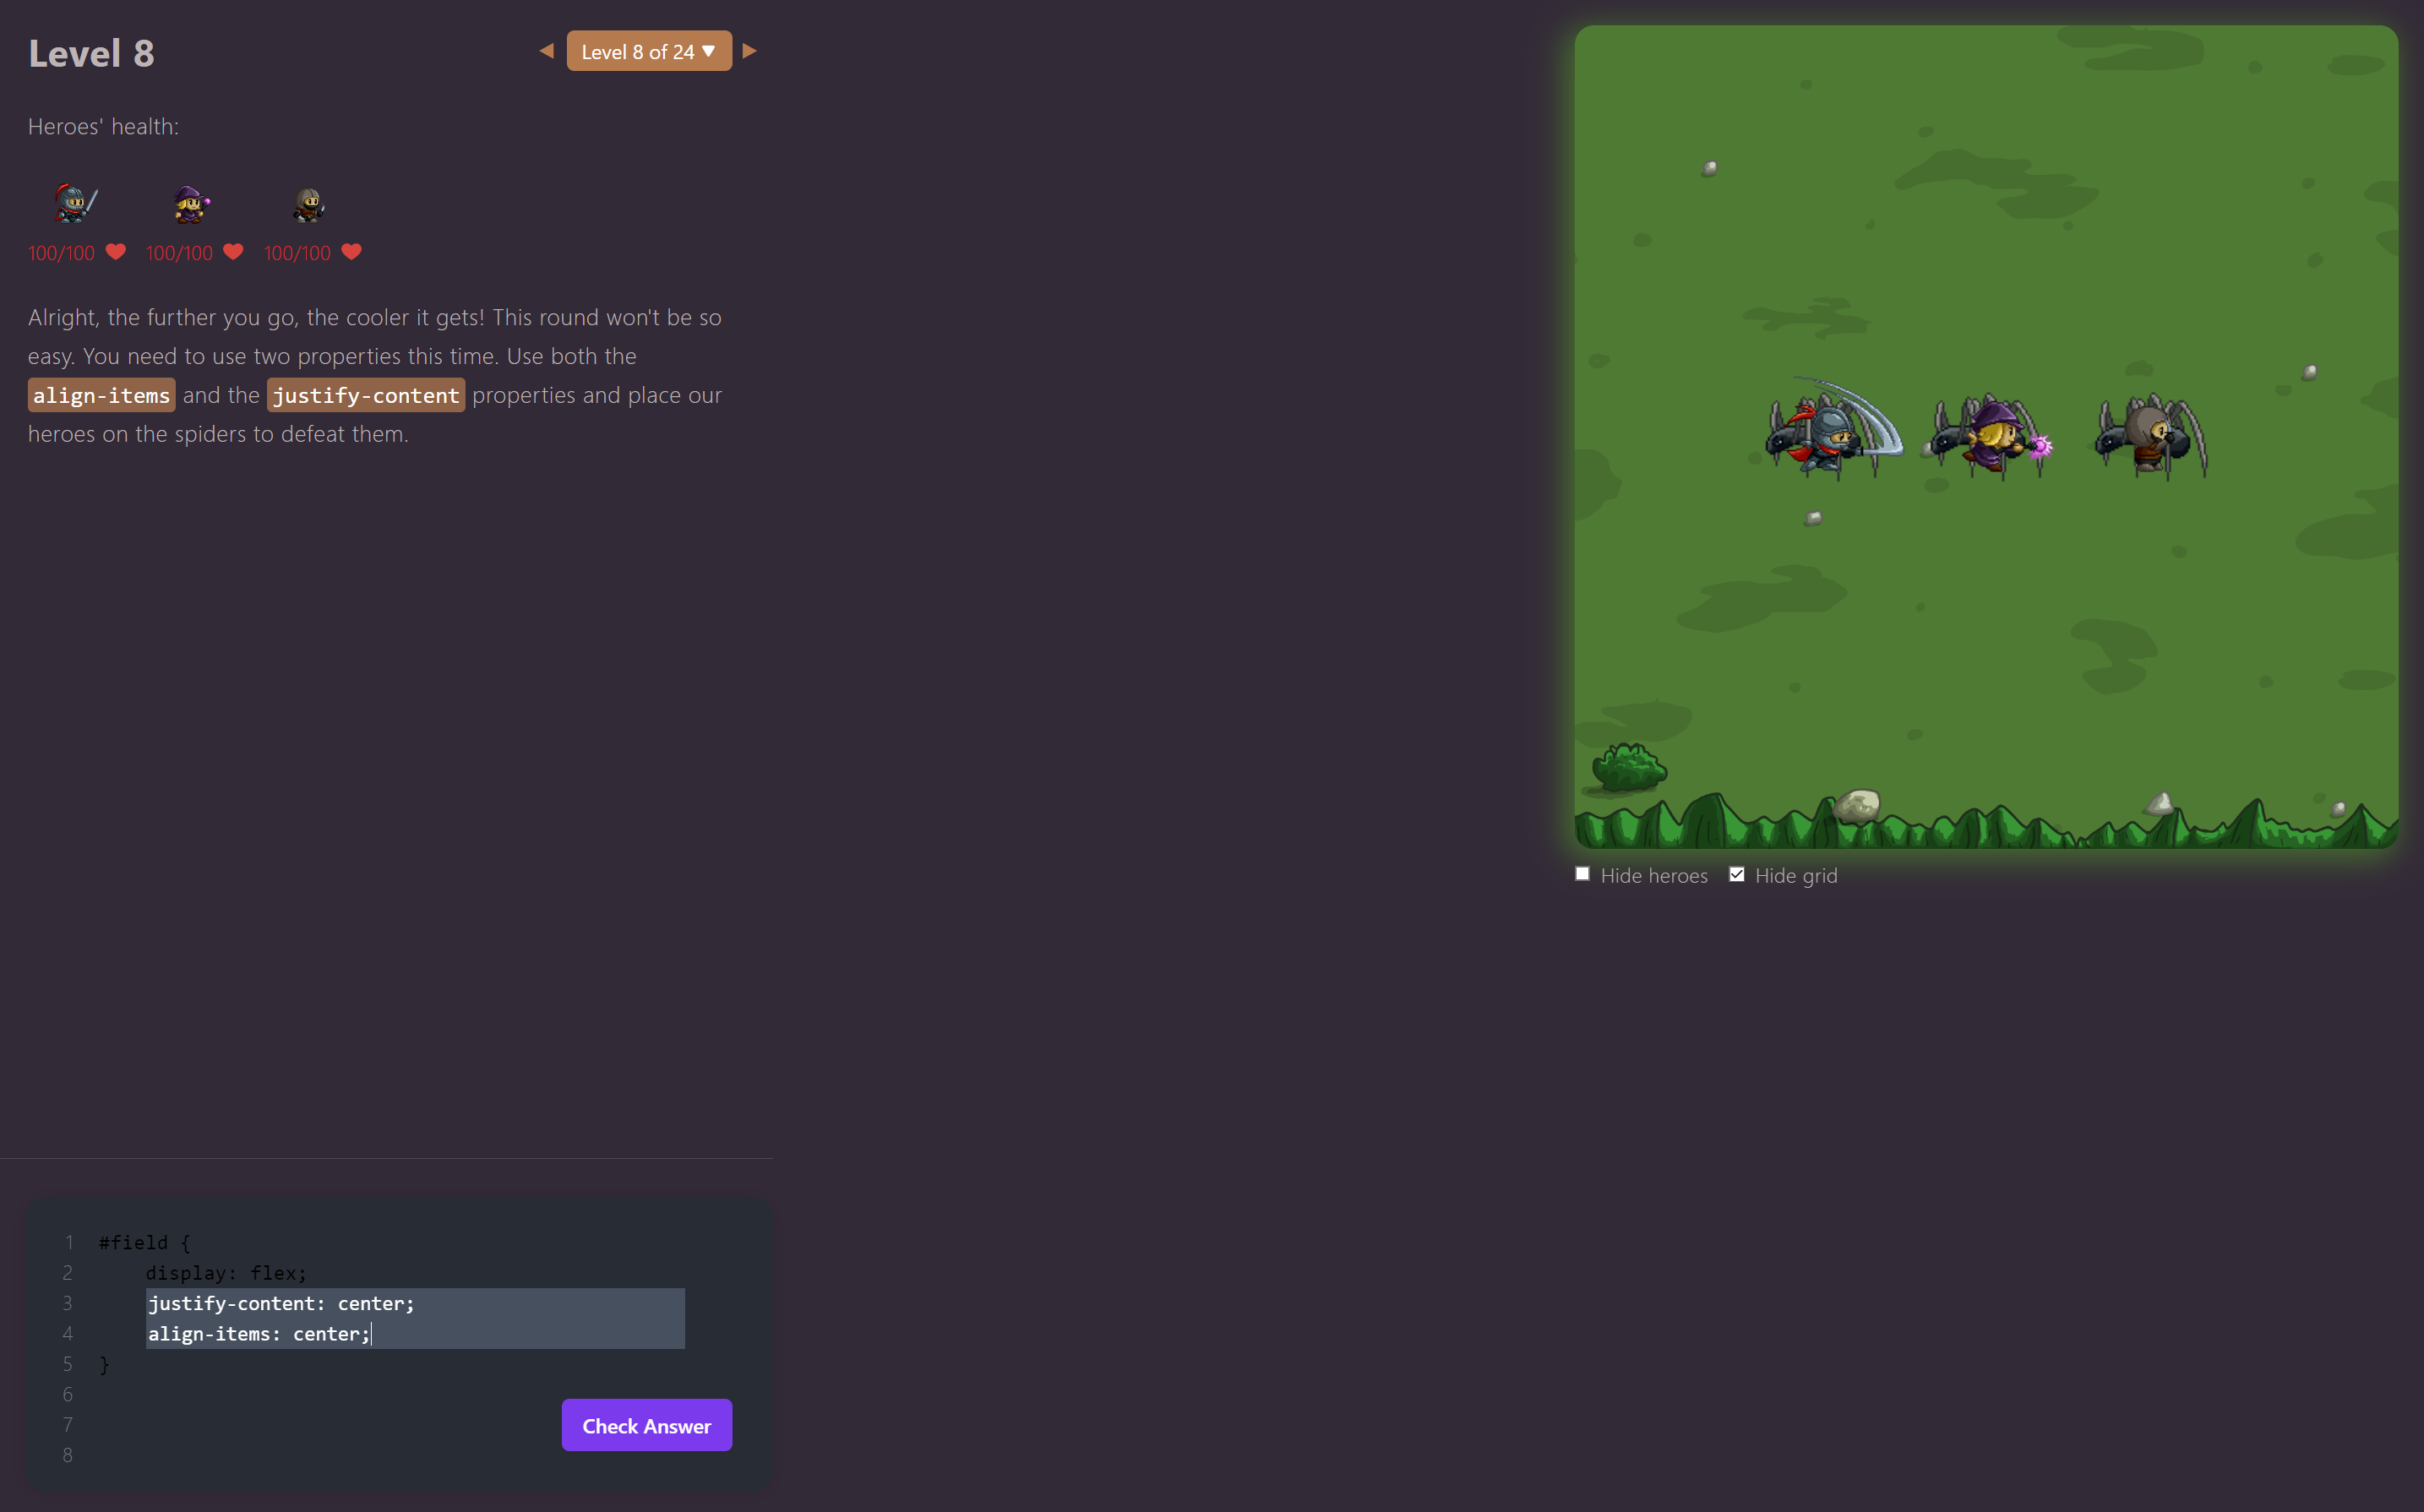 Level 8
◀ Level 8 of 24 ▼ ▶
Heroes' health:
100/100 ❤ 100/100 ❤ 100/100 ❤
Alright, the further you go, the cooler it gets! This round won't be so
easy. You need to use two properties this time. Use both the
align-items and the justify-content properties and place our
heroes on the spiders to defeat them.
Hide heroes Hide grid
1 #field {
2 display: flex;
3 justify-content: center;
4 align-items: center;
5 }
6
7
8
Check Answer